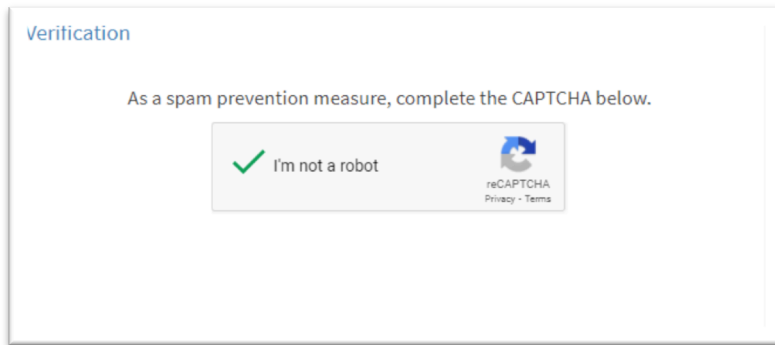 Verification
As a spam prevention measure, complete the CAPTCHA below.
I'm not a robot
reCAPTCHA
Privacy - Terms